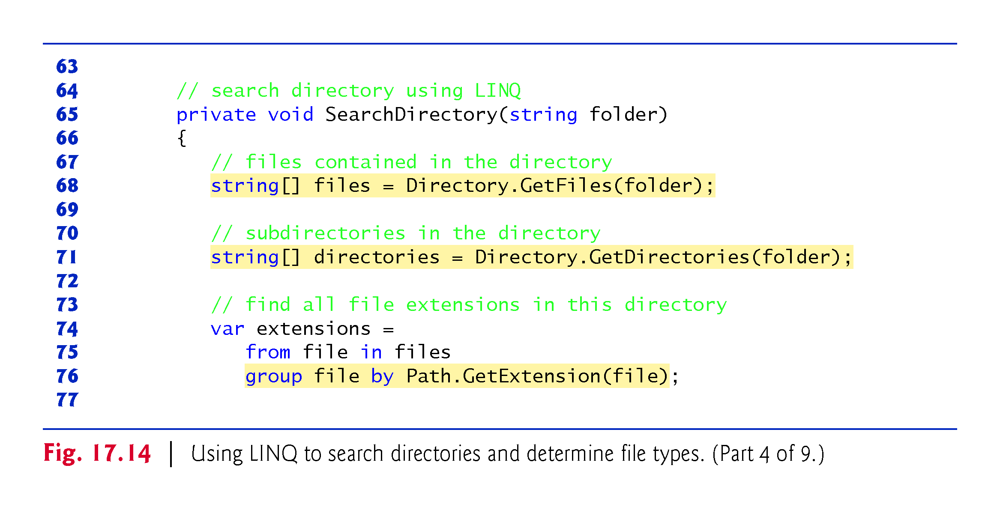 63
64 // search directory using LINQ
65 private void SearchDirectory(string folder)
66 {
67 // files contained in the directory
68 string[] files = Directory.GetFiles(folder);
69
70 // subdirectories in the directory
71 string[] directories = Directory.GetDirectories(folder);
72
73 // find all file extensions in this directory
74 var extensions =
75 from file in files
76 group file by Path.GetExtension(file);
77
Fig. 17.14 | Using LINQ to search directories and determine file types. (Part 4 of 9.)